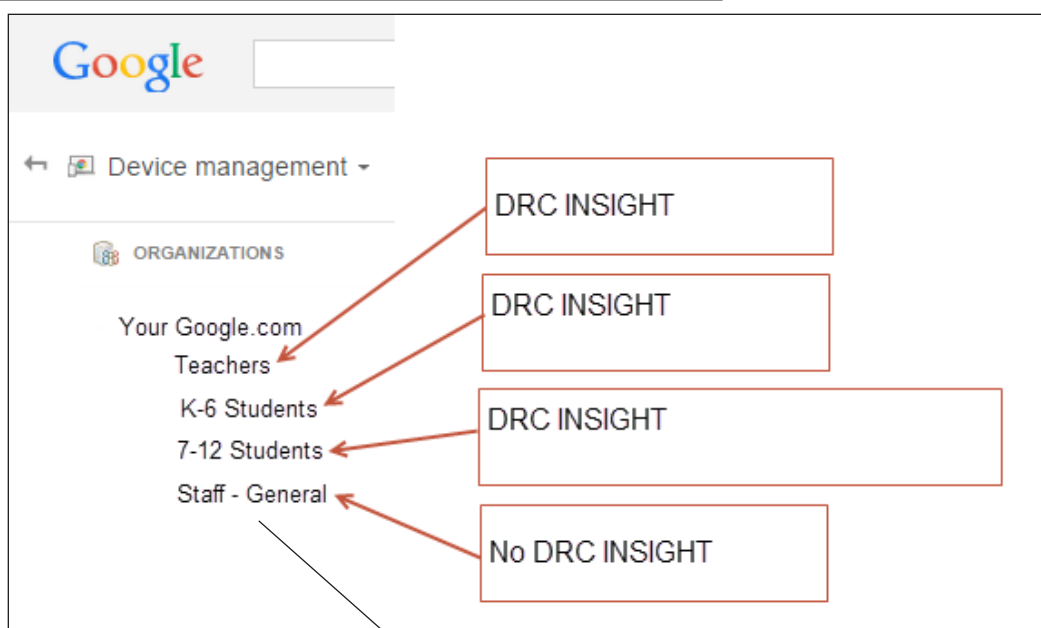 Google
Device management
DRC INSIGHT
ORGANIZATIONS
DRC INSIGHT
Your Google.com
Teachers
K-6 Students
DRC INSIGHT
7-12 Students
Staff - General
No DRC INSIGHT